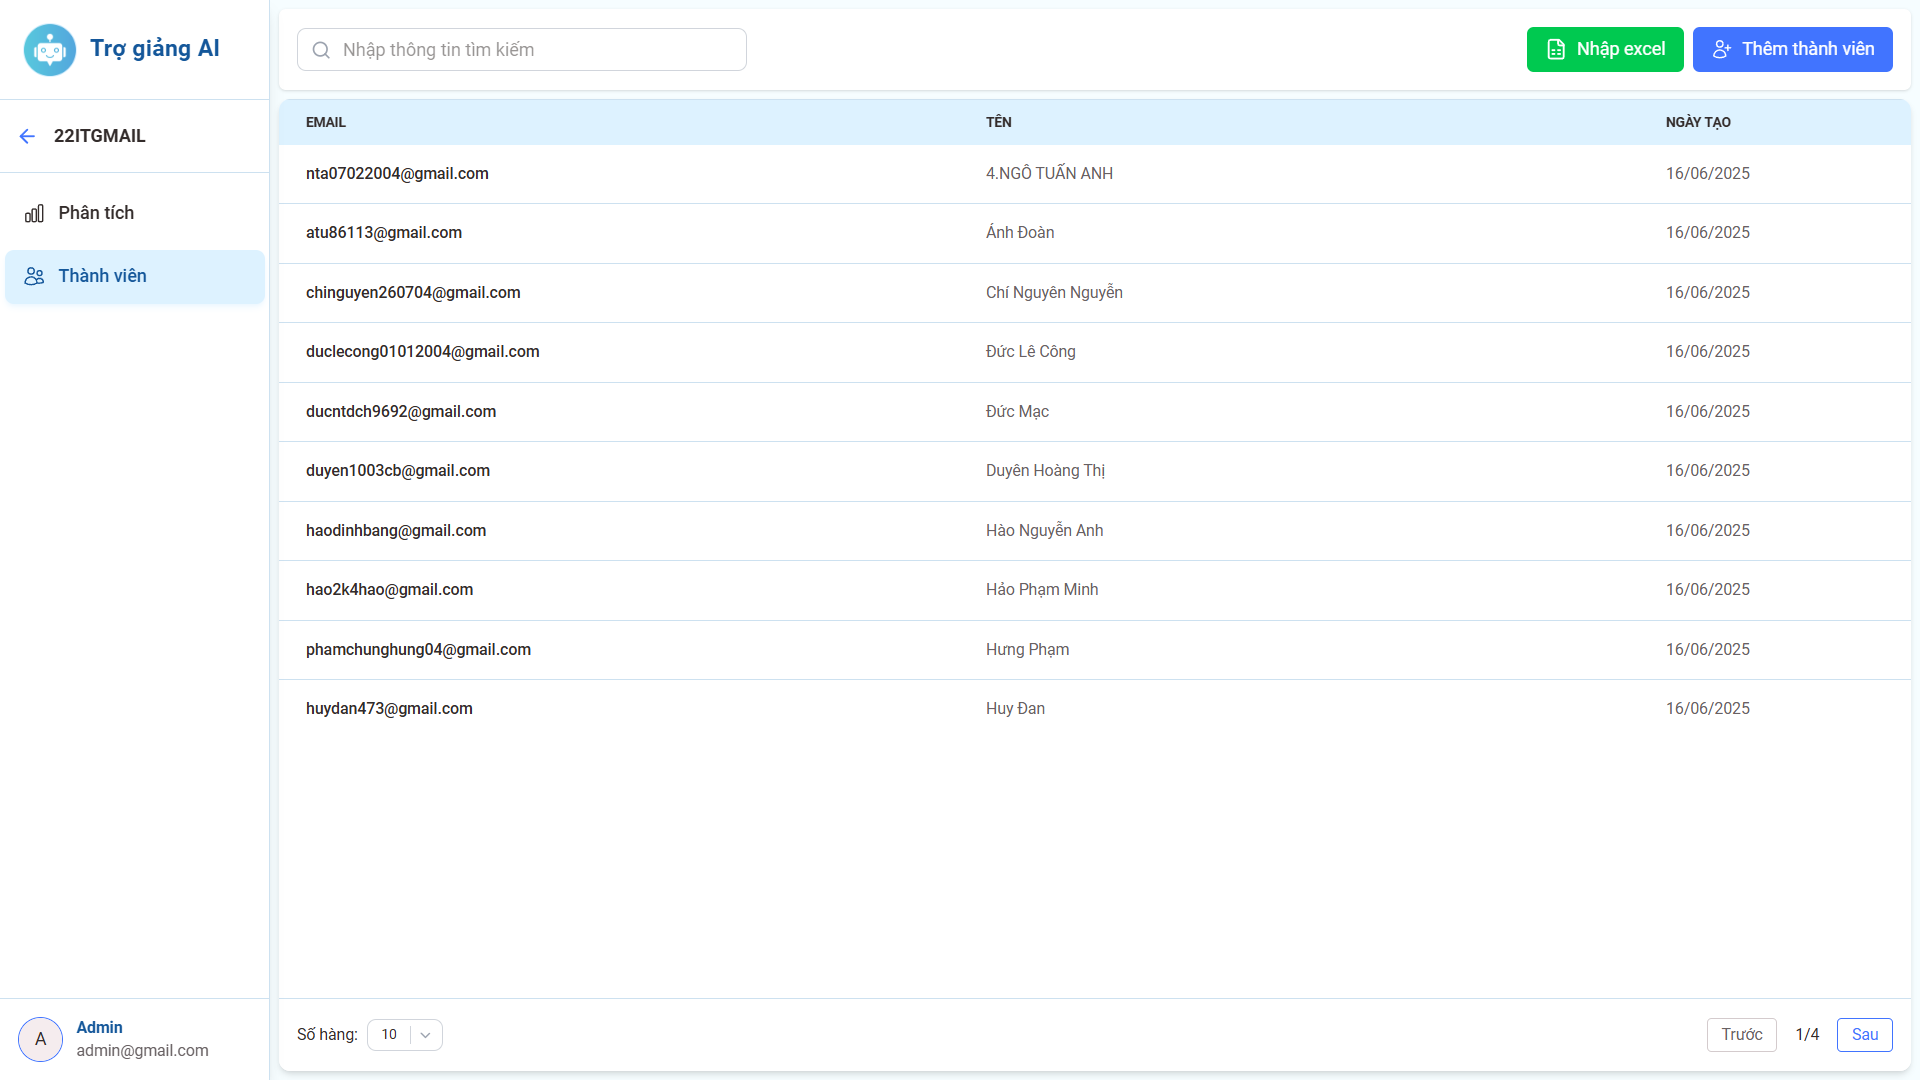 Trợ giảng AI
22ITGMAIL
Phân tích
Thành viên
Nhập thông tin tìm kiếm
Nhập excel
Thêm thành viên
EMAIL TÊN NGÀY TẠO
nta07022004@gmail.com 4.NGÔ TUẤN ANH 16/06/2025
atu86113@gmail.com Ánh Đoàn 16/06/2025
chinguyen260704@gmail.com Chí Nguyên Nguyễn 16/06/2025
duclecong01012004@gmail.com Đức Lê Công 16/06/2025
ducntdch9692@gmail.com Đức Mạc 16/06/2025
duyen1003cb@gmail.com Duyên Hoàng Thị 16/06/2025
haodinhbang@gmail.com Hào Nguyễn Anh 16/06/2025
hao2k4hao@gmail.com Hảo Phạm Minh 16/06/2025
phamchunghung04@gmail.com Hưng Phạm 16/06/2025
huydan473@gmail.com Huy Đan 16/06/2025
Số hàng: 10
Trước 1/4 Sau
A
Admin
admin@gmail.com